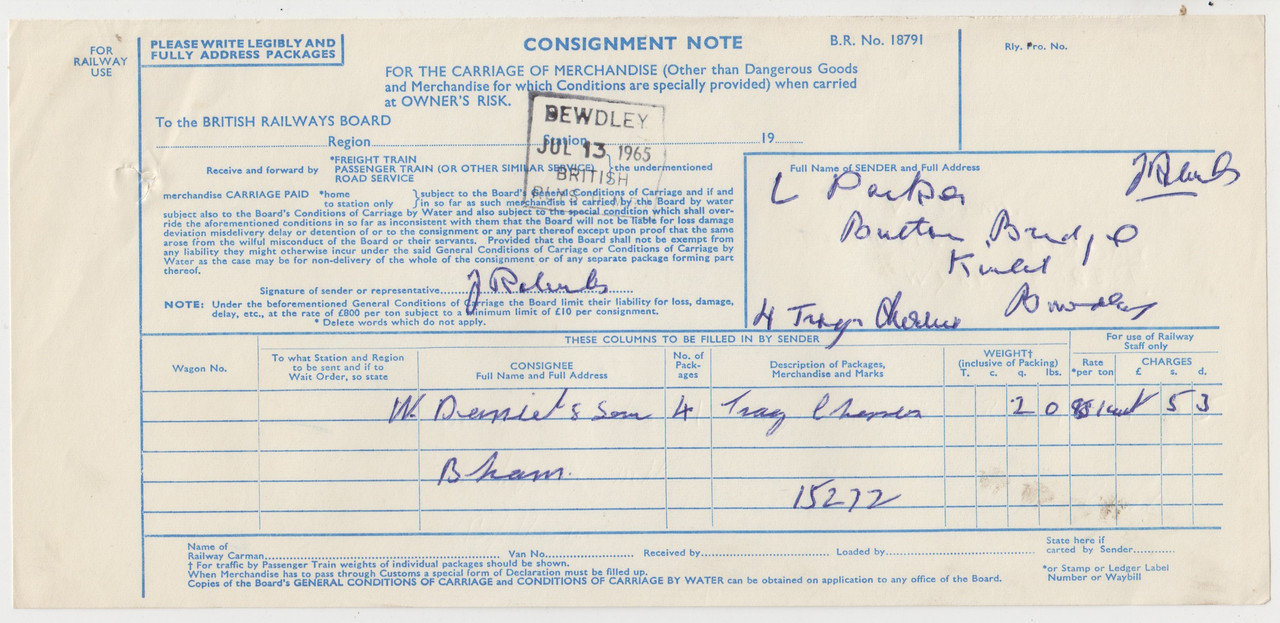 FOR
RAILWAY
USE
PLEASE WRITE LEGIBLY AND
FULLY ADDRESS PACKAGES
CONSIGNMENT NOTE
B.R. No. 18791
Rly. Pro. No.
FOR THE CARRIAGE OF MERCHANDISE (Other than Dangerous Goods
and Merchandise for which Conditions are specially provided) when carried
at OWNER'S RISK.
To the BRITISH RAILWAYS BOARD
Region Station 19
BEWDLEY
JUL 13 1965
BRITISH
Receive and forward by
*FREIGHT TRAIN
PASSENGER TRAIN (OR OTHER SIMILAR SERVICE) } the undermentioned
ROAD SERVICE
merchandise CARRIAGE PAID *home } subject to the Board's General Conditions of Carriage and if and
to station only } in so far as such merchandise is carried by the Board by water
subject also to the Board's Conditions of Carriage by Water and also subject to the special condition which shall over-
ride the aforementioned conditions in so far as inconsistent with them that the Board will not be liable for loss damage
deviation misdelivery delay or detention of or to the consignment or any part thereof except upon proof that the same
arose from the wilful misconduct of the Board or their servants. Provided that the Board shall not be exempt from
any liability they might otherwise incur under the said General Conditions of Carriage or Conditions of Carriage by
Water as the case may be for non-delivery of the whole of the consignment or of any separate package forming part
thereof.
Signature of sender or representative J Roberts
NOTE: Under the beforementioned General Conditions of Carriage the Board limit their liability for loss, damage,
delay, etc., at the rate of £800 per ton subject to a minimum limit of £10 per consignment.
* Delete words which do not apply.
Full Name of SENDER and Full Address
J Roberts
L Parker
Button Bridge
Kinlet
Bewdley
4 Trays Cherries
THESE COLUMNS TO BE FILLED IN BY SENDER
For use of Railway
Staff only
Wagon No.
To what Station and Region
to be sent and if to
Wait Order, so state
CONSIGNEE
Full Name and Full Address
No. of
Pack-
ages
Description of Packages,
Merchandise and Marks
WEIGHT†
(inclusive of Packing)
T. c. q. lbs.
Rate
*per ton
CHARGES
£ s. d.
W. & Son 4 Tray Cherries 2 0 5 3
Bham.
15272
Name of
Railway Carman Van No. Received by Loaded by
State here if
carted by Sender
† For traffic by Passenger Train weights of individual packages should be shown.
When Merchandise has to pass through Customs a special form of Declaration must be filled up.
Copies of the Board's GENERAL CONDITIONS OF CARRIAGE and CONDITIONS OF CARRIAGE BY WATER can be obtained on application to any office of the Board.
*or Stamp or Ledger Label
Number or Waybill